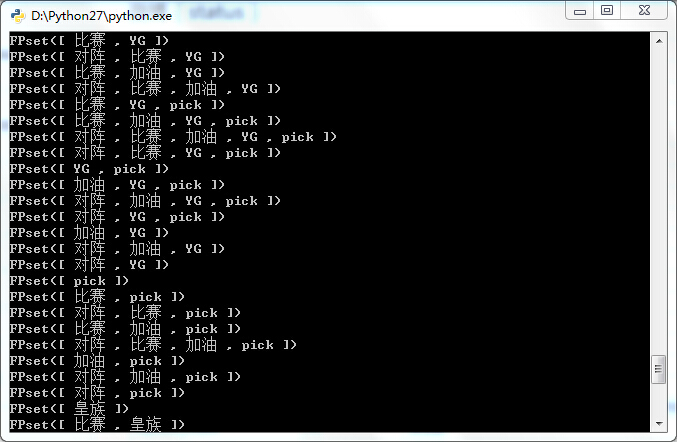 status
D:\Python27\python.exe
FPset([ 比赛 , YG ])
FPset([ 对阵 , 比赛 , YG ])
FPset([ 比赛 , 加油 , YG ])
FPset([ 对阵 , 比赛 , 加油 , YG ])
FPset([ 比赛 , YG , pick ])
FPset([ 比赛 , 加油 , YG , pick ])
FPset([ 对阵 , 比赛 , 加油 , YG , pick ])
FPset([ 对阵 , 比赛 , YG , pick ])
FPset([ YG , pick ])
FPset([ 加油 , YG , pick ])
FPset([ 对阵 , 加油 , YG , pick ])
FPset([ 对阵 , YG , pick ])
FPset([ 加油 , YG ])
FPset([ 对阵 , 加油 , YG ])
FPset([ 对阵 , YG ])
FPset([ pick ])
FPset([ 比赛 , pick ])
FPset([ 对阵 , 比赛 , pick ])
FPset([ 比赛 , 加油 , pick ])
FPset([ 对阵 , 比赛 , 加油 , pick ])
FPset([ 加油 , pick ])
FPset([ 对阵 , 加油 , pick ])
FPset([ 对阵 , pick ])
FPset([ 皇族 ])
FPset([ 比赛 , 皇族 ])